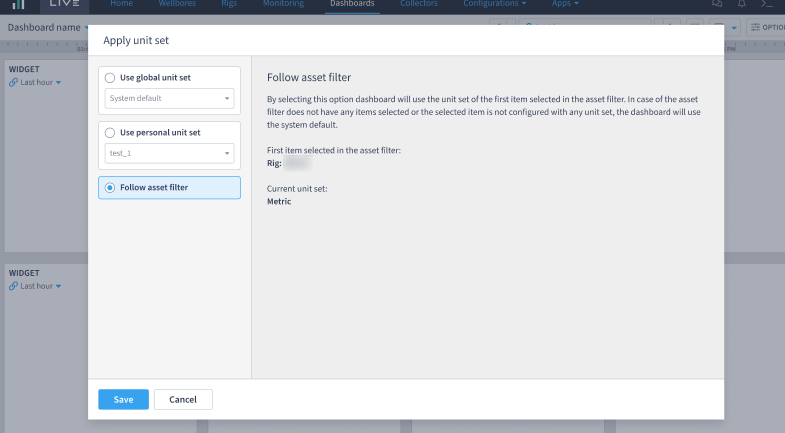 LIVE
Home Wellbores Rigs Monitoring Dashboards Collectors Configurations Apps
Dashboard name
OPTIO
PM
Apply unit set
WIDGET
Last hour
Use global unit set
System default
Use personal unit set
test_1
Follow asset filter
Follow asset filter
By selecting this option dashboard will use the unit set of the first item selected in the asset filter. In case of the asset
filter does not have any items selected or the selected item is not configured with any unit set, the dashboard will use
the system default.
First item selected in the asset filter:
Rig:
Current unit set:
Metric
WIDGET
Last hour
Save
Cancel